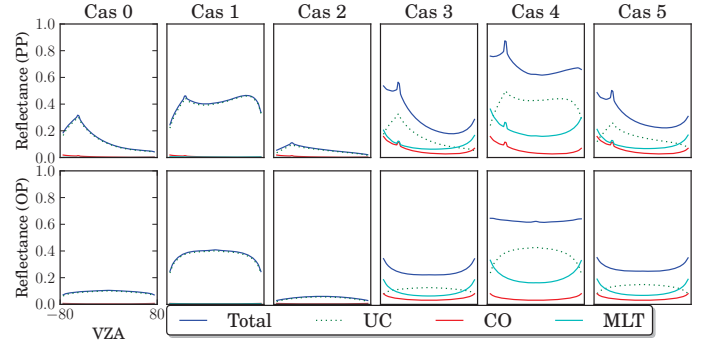 Cas 0 Cas 1 Cas 2 Cas 3 Cas 4 Cas 5
Reflectance (PP)
1.0
0.8
0.6
0.4
0.2
0.0
Reflectance (OP)
1.0
0.8
0.6
0.4
0.2
0.0
−80 80
VZA
Total UC CO MLT